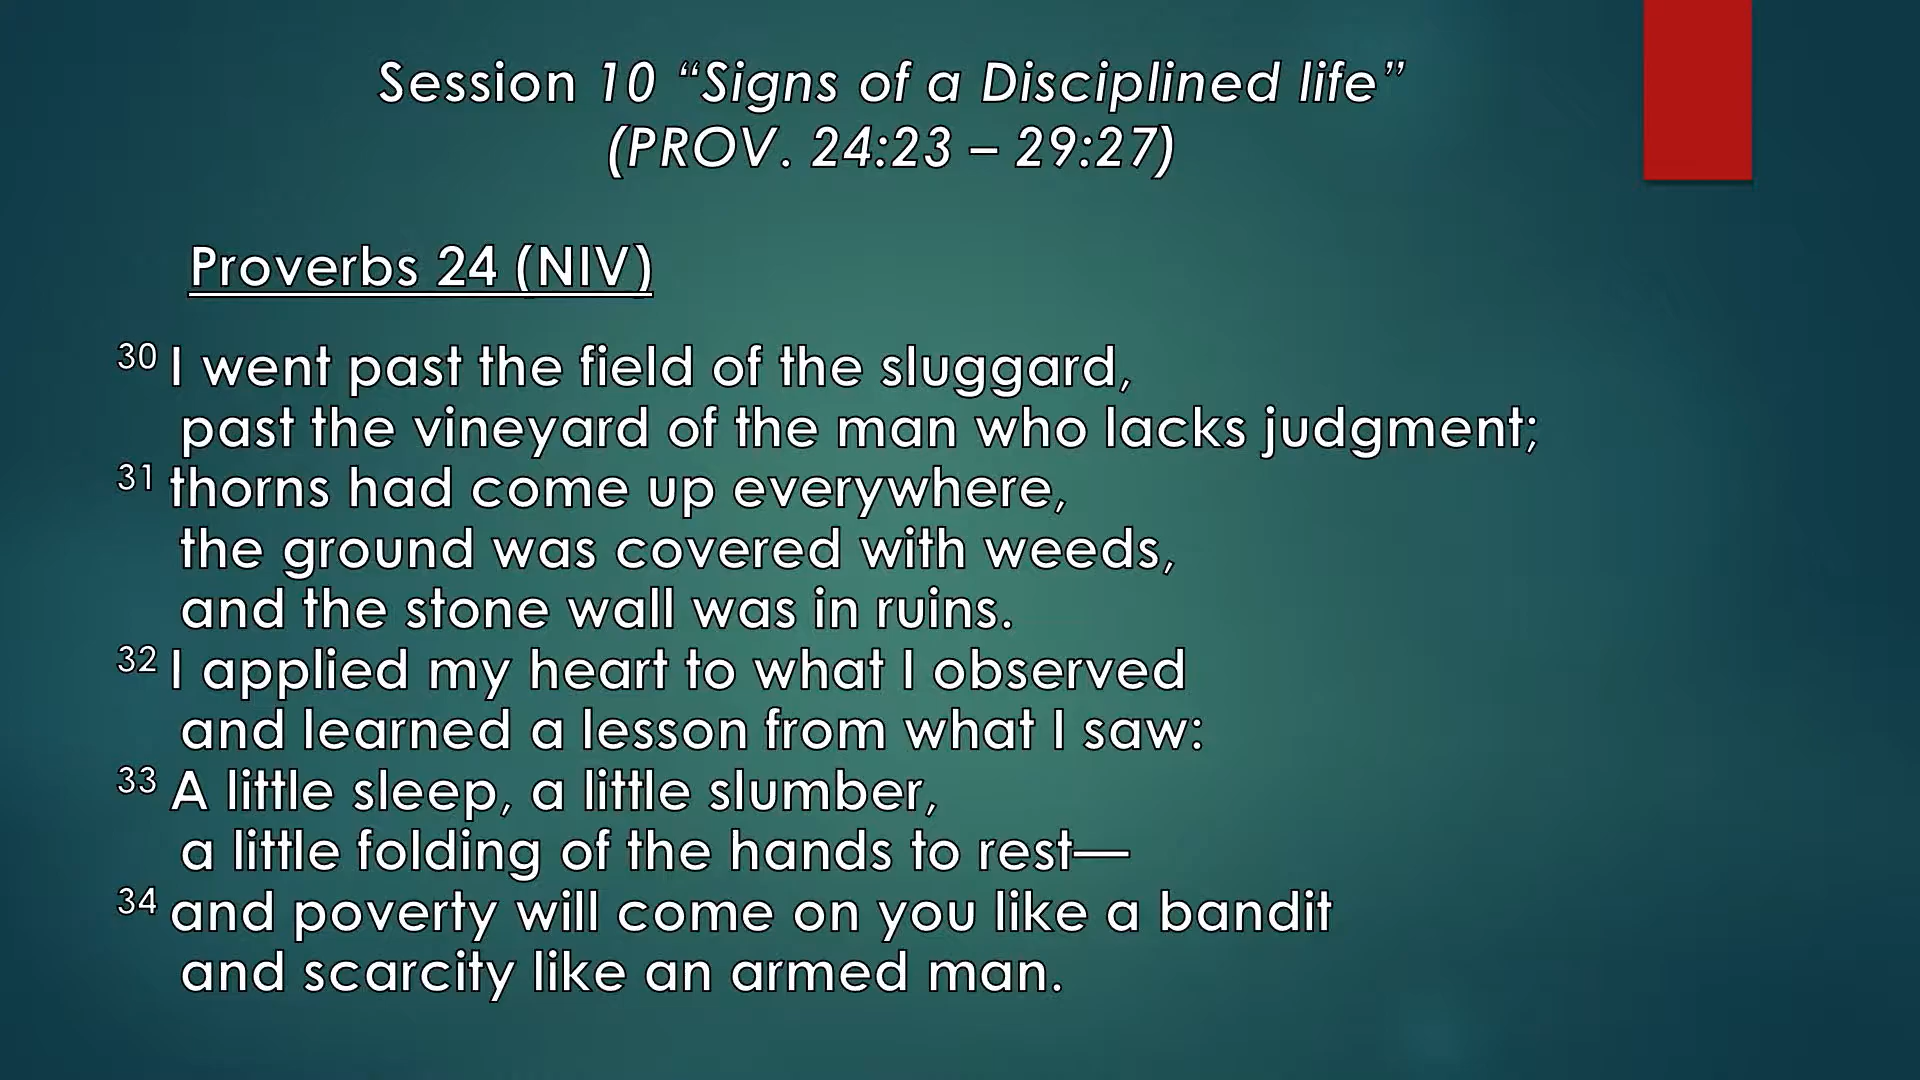 Session 10 “Signs of a Disciplined life”
(PROV. 24:23 – 29:27)
Proverbs 24 (NIV)
30 I went past the field of the sluggard,
past the vineyard of the man who lacks judgment;
31 thorns had come up everywhere,
the ground was covered with weeds,
and the stone wall was in ruins.
32 I applied my heart to what I observed
and learned a lesson from what I saw:
33 A little sleep, a little slumber,
a little folding of the hands to rest—
34 and poverty will come on you like a bandit
and scarcity like an armed man.